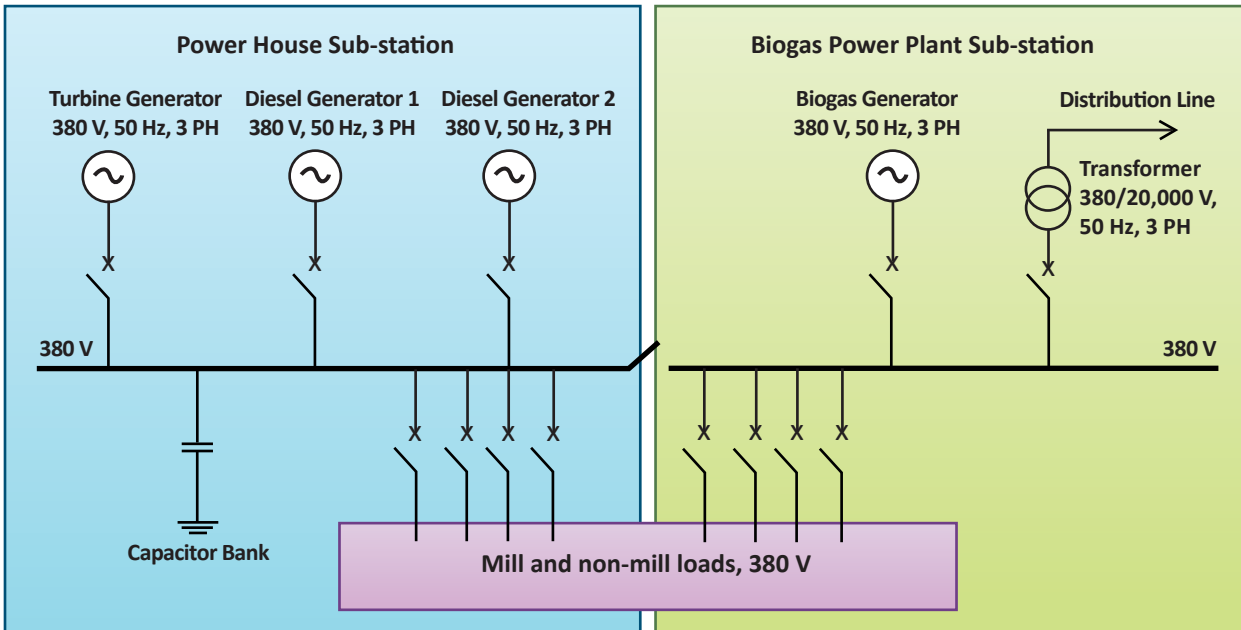 Power House Sub-station
Biogas Power Plant Sub-station
Turbine Generator
380 V, 50 Hz, 3 PH
Diesel Generator 1
380 V, 50 Hz, 3 PH
Diesel Generator 2
380 V, 50 Hz, 3 PH
Biogas Generator
380 V, 50 Hz, 3 PH
Distribution Line
Transformer
380/20,000 V,
50 Hz, 3 PH
380 V
380 V
Capacitor Bank
Mill and non-mill loads, 380 V